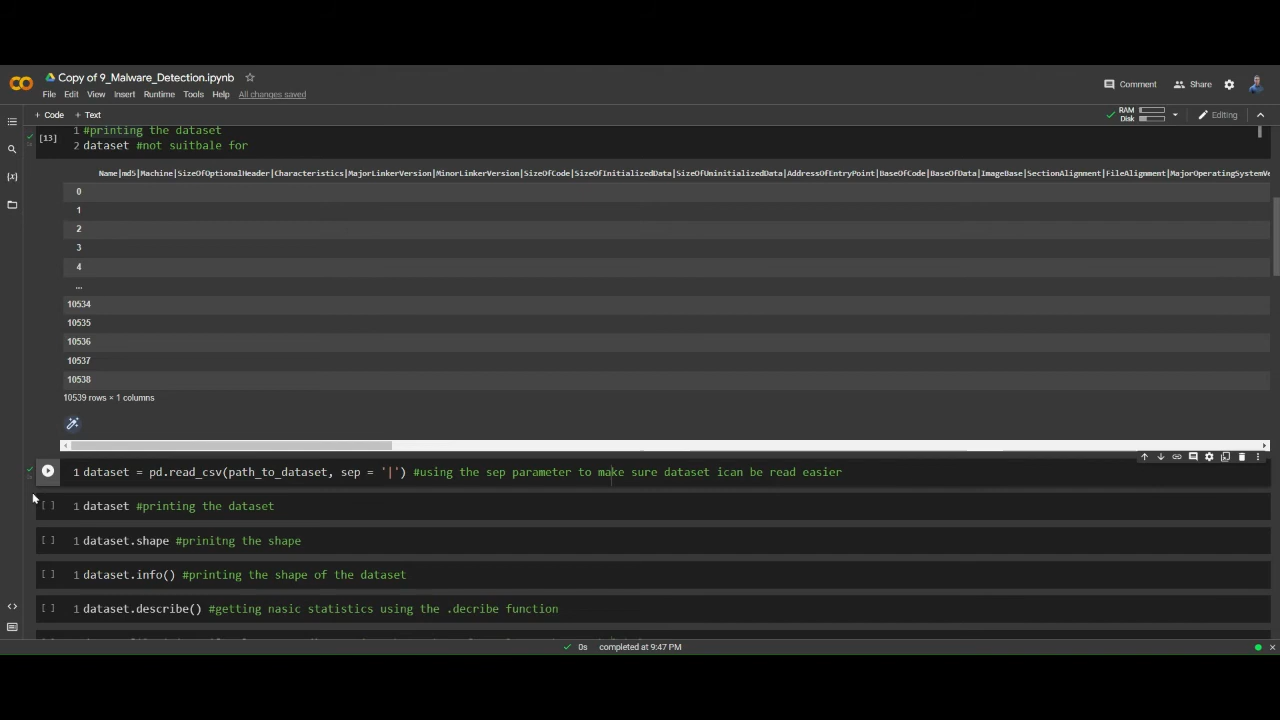 Copy of 9_Malware_Detection.ipynb
File Edit View Insert Runtime Tools Help All changes saved
Comment Share
+ Code + Text
RAM
Disk
Editing
[13]
1 #printing the dataset
2 dataset #not suitbale for
Name|md5|Machine|SizeOfOptionalHeader|Characteristics|MajorLinkerVersion|MinorLinkerVersion|SizeOfCode|SizeOfInitializedData|SizeOfUninitializedData|AddressOfEntryPoint|BaseOfCode|BaseOfData|ImageBase|SectionAlignment|FileAlignment|MajorOperatingSystemVe
0
1
2
3
4
...
10534
10535
10536
10537
10538
10539 rows × 1 columns
1 dataset = pd.read_csv(path_to_dataset, sep = '|') #using the sep parameter to make sure dataset ican be read easier
[ ] 1 dataset #printing the dataset
[ ] 1 dataset.shape #prinitng the shape
[ ] 1 dataset.info() #printing the shape of the dataset
[ ] 1 dataset.describe() #getting nasic statistics using the .decribe function
0s completed at 9:47 PM